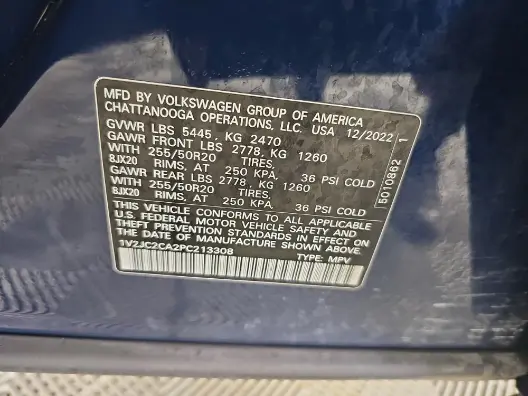 MFD BY VOLKSWAGEN GROUP OF AMERICA
CHATTANOOGA OPERATIONS, LLC. USA 12/2022
GVWR LBS 5445, KG 2470
GAWR FRONT LBS 2778, KG 1260
WITH 255/50R20 TIRES,
8JX20 RIMS, AT 250 KPA, 36 PSI COLD
GAWR REAR LBS 2778, KG 1260
WITH 255/50R20 TIRES,
8JX20 RIMS, AT 250 KPA, 36 PSI COLD
THIS VEHICLE CONFORMS TO ALL APPLICABLE
U.S. FEDERAL MOTOR VEHICLE SAFETY AND
THEFT PREVENTION STANDARDS IN EFFECT ON
THE DATE OF MANUFACTURE SHOWN ABOVE.
1V2JC2CA2PC213308 TYPE: MPV
5010862 1